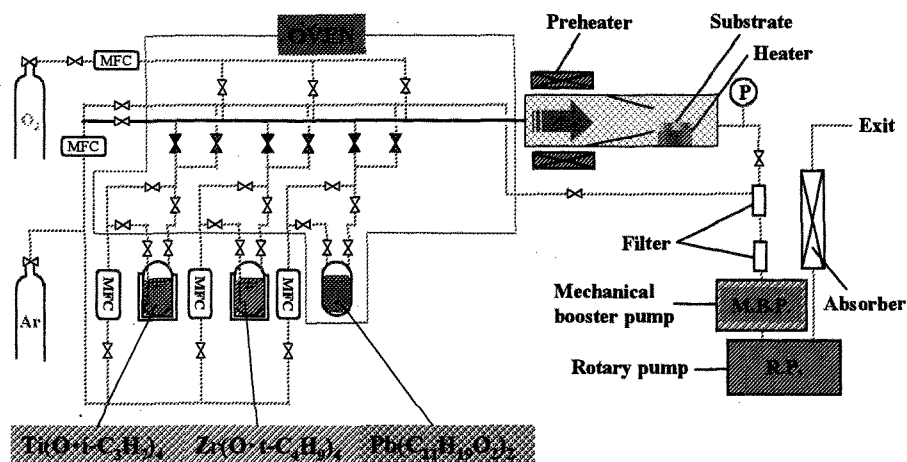 OVEN
Preheater
Substrate
Heater
MFC
O₂
P
MFC
Exit
Filter
MFC
MFC
MFC
Ar
Mechanical
booster pump
M.B.P.
Absorber
Rotary pump
R.P.
Ti(O·i-C₃H₇)₄ Zr(O·t-C₄H₉)₄ Pb(C₁₁H₁₉O₂)₂